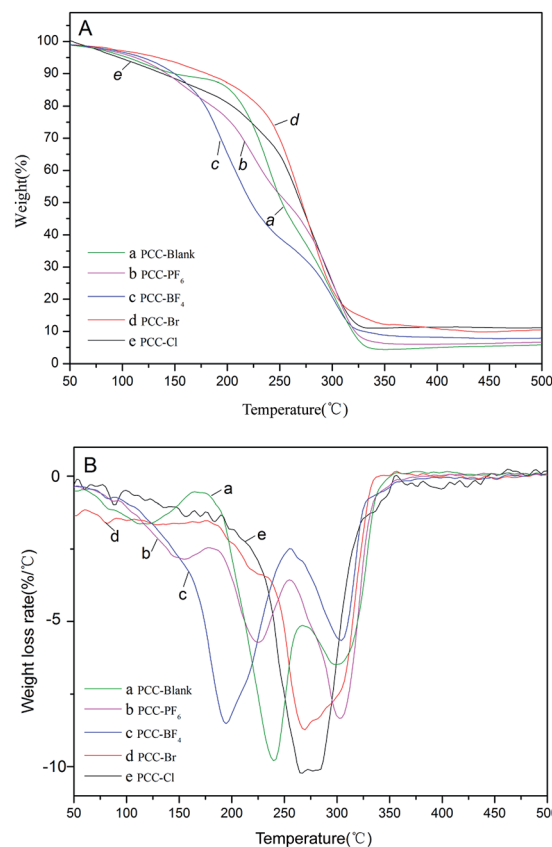 A
100
90
80
70
60
50
40
30
20
10
0
Weight(%)
e
d
c
b
a
a PCC-Blank
b PCC-PF₆
c PCC-BF₄
d PCC-Br
e PCC-Cl
50 100 150 200 250 300 350 400 450 500
Temperature(℃)
B
0
-5
-10
Weight loss rate(%/℃)
a
e
d
b
c
a PCC-Blank
b PCC-PF₆
c PCC-BF₄
d PCC-Br
e PCC-Cl
50 100 150 200 250 300 350 400 450 500
Temperature(℃)